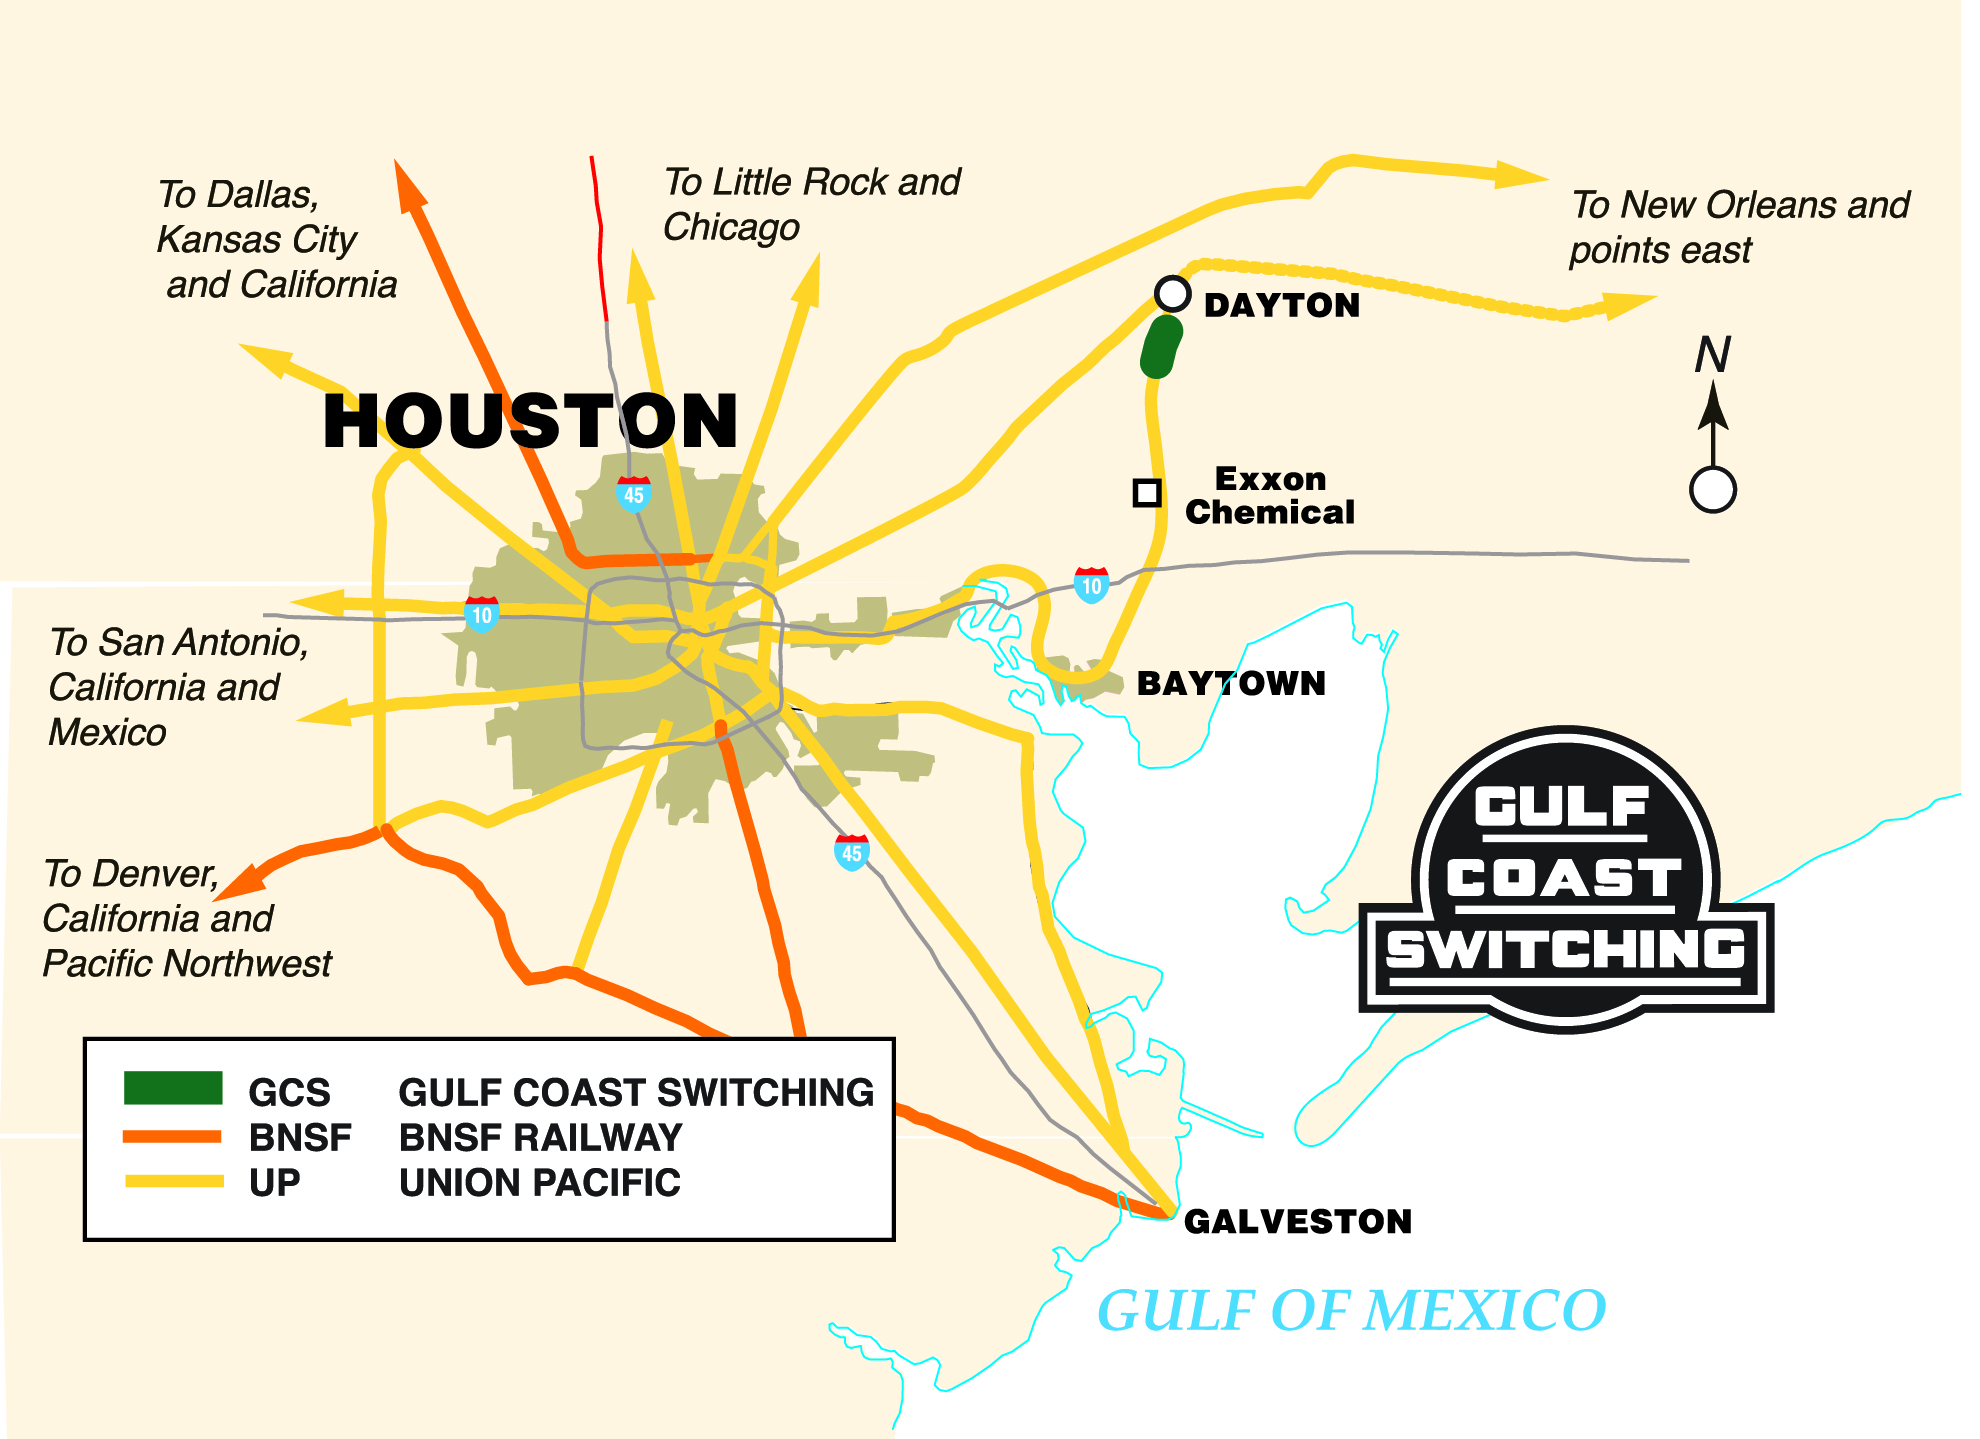 To Dallas,
Kansas City
and California
To Little Rock and
Chicago
To New Orleans and
points east
DAYTON
N
HOUSTON
Exxon
Chemical
45
10
10
To San Antonio,
California and
Mexico
BAYTOWN
GULF
COAST
SWITCHING
45
To Denver,
California and
Pacific Northwest
GCS GULF COAST SWITCHING
BNSF BNSF RAILWAY
UP UNION PACIFIC
GALVESTON
GULF OF MEXICO